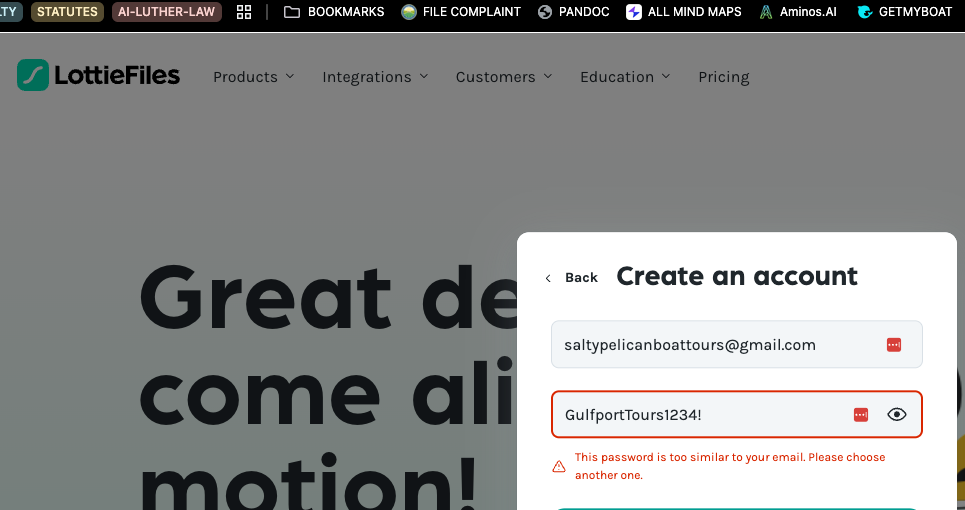 LTY STATUTES AI-LUTHER-LAW BOOKMARKS FILE COMPLAINT PANDOC ALL MIND MAPS Aminos.AI GETMYBOAT
LottieFiles Products Integrations Customers Education Pricing
Great de
come ali
motion!
Back Create an account
saltypelicanboattours@gmail.com
GulfportTours1234!
This password is too similar to your email. Please choose
another one.